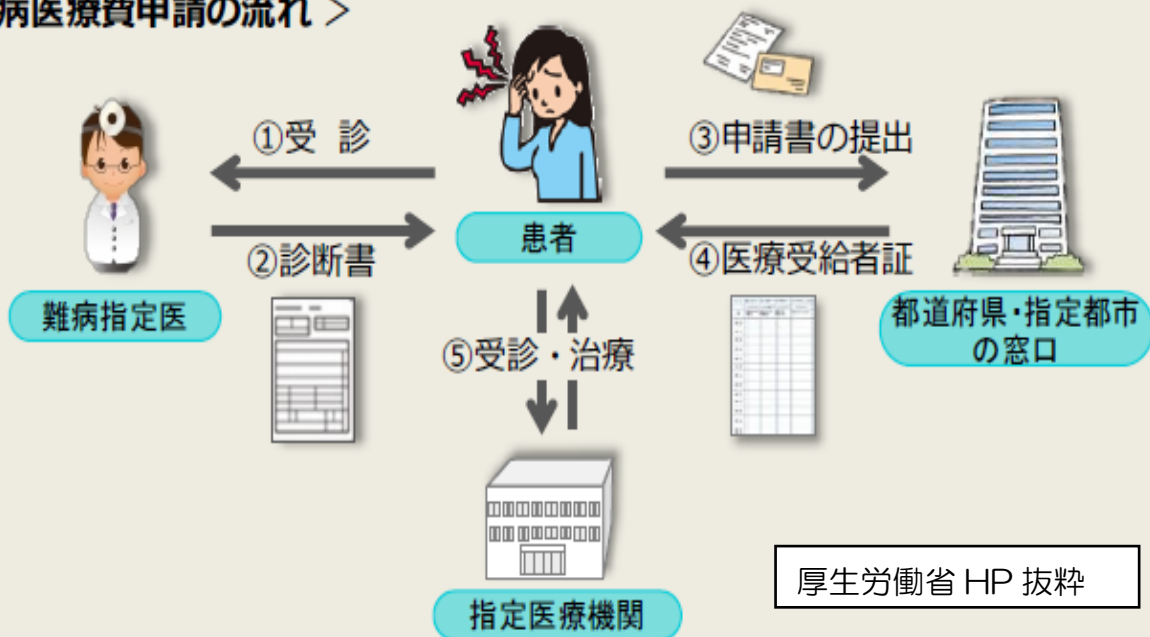 病医療費申請の流れ >
①受 診
③申請書の提出
患者
②診断書
④医療受給者証
難病指定医
都道府県・指定都市
の窓口
⑤受診・治療
指定医療機関
厚生労働省 HP 抜粋